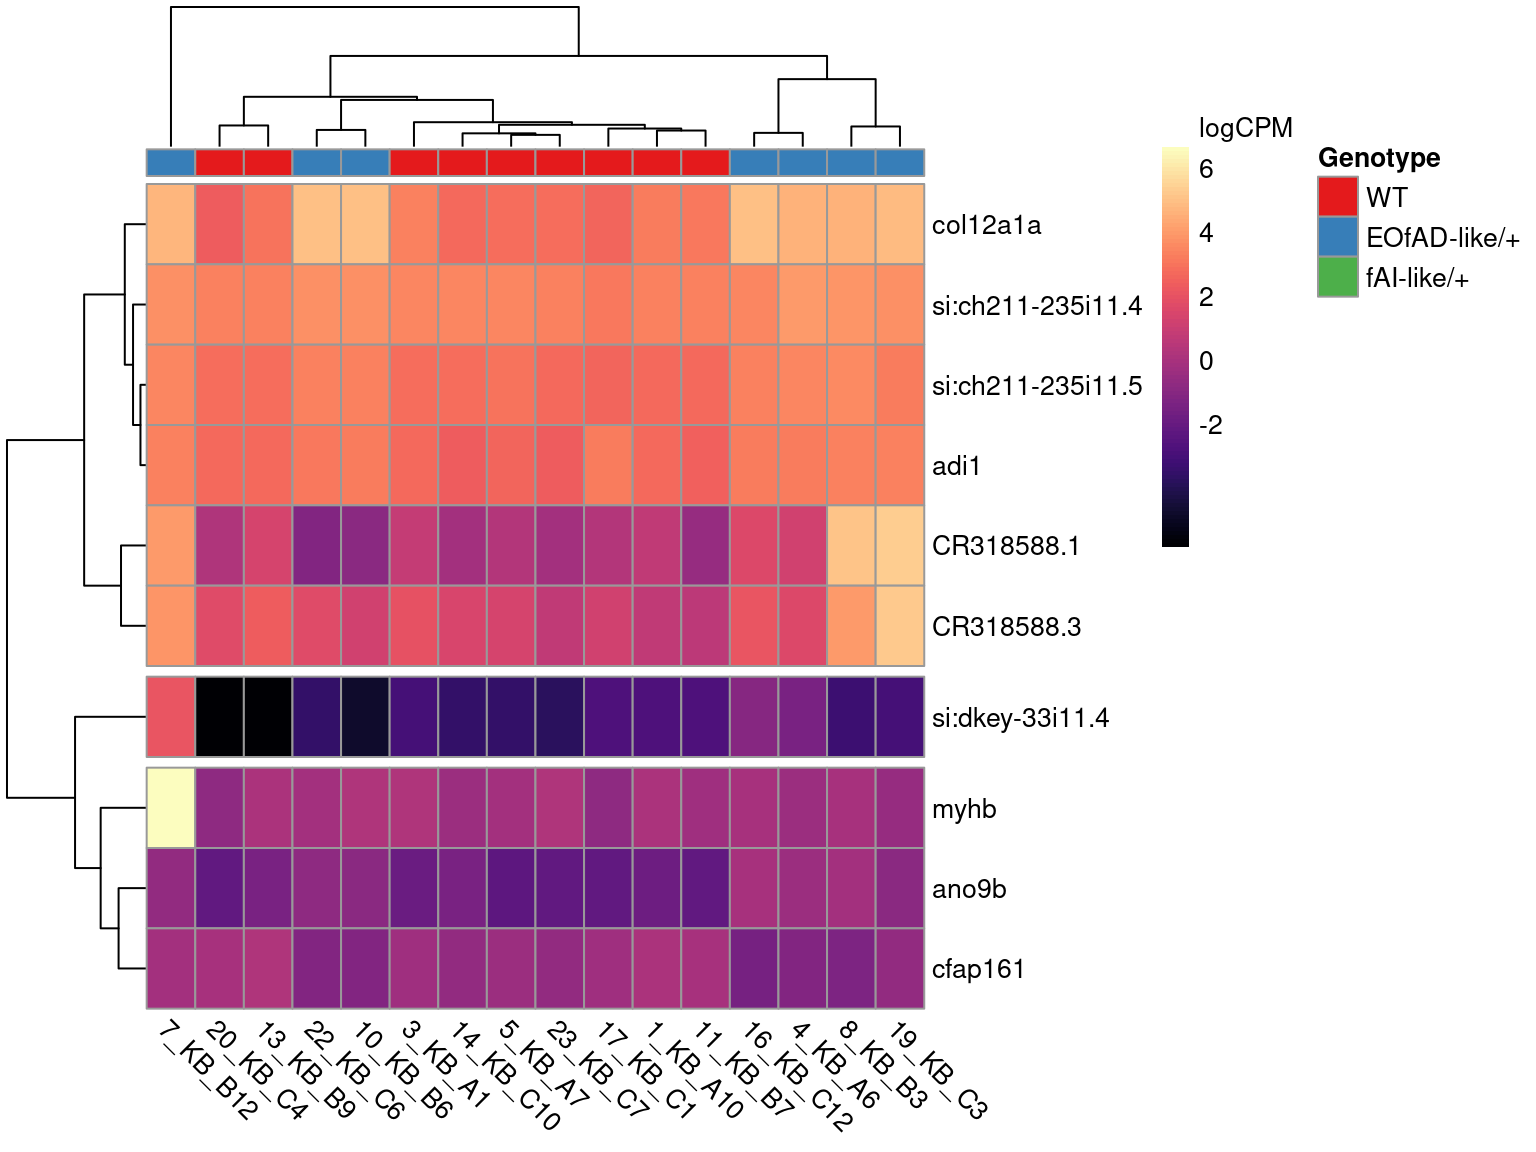 logCPM
6
4
2
0
-2
Genotype
WT
EOfAD-like/+
fAI-like/+
col12a1a
si:ch211-235i11.4
si:ch211-235i11.5
adi1
CR318588.1
CR318588.3
si:dkey-33i11.4
myhb
ano9b
cfap161
7_KB_B12
20_KB_C4
13_KB_B9
22_KB_C6
10_KB_B6
3_KB_A1
14_KB_C10
5_KB_A7
23_KB_C7
17_KB_C1
1_KB_A10
11_KB_B7
16_KB_C12
4_KB_A6
8_KB_B3
19_KB_C3